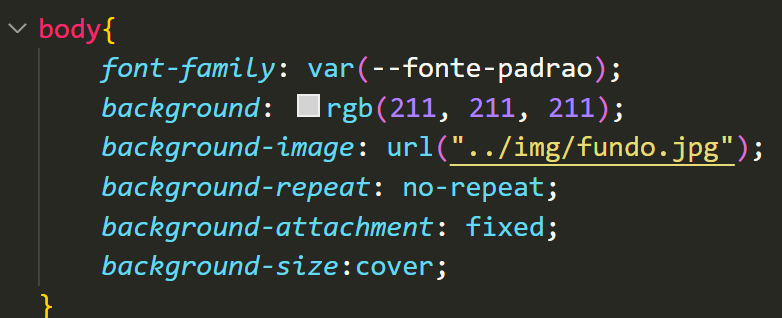 body{
font-family: var(--fonte-padrao);
background: rgb(211, 211, 211);
background-image: url("../img/fundo.jpg");
background-repeat: no-repeat;
background-attachment: fixed;
background-size:cover;
}